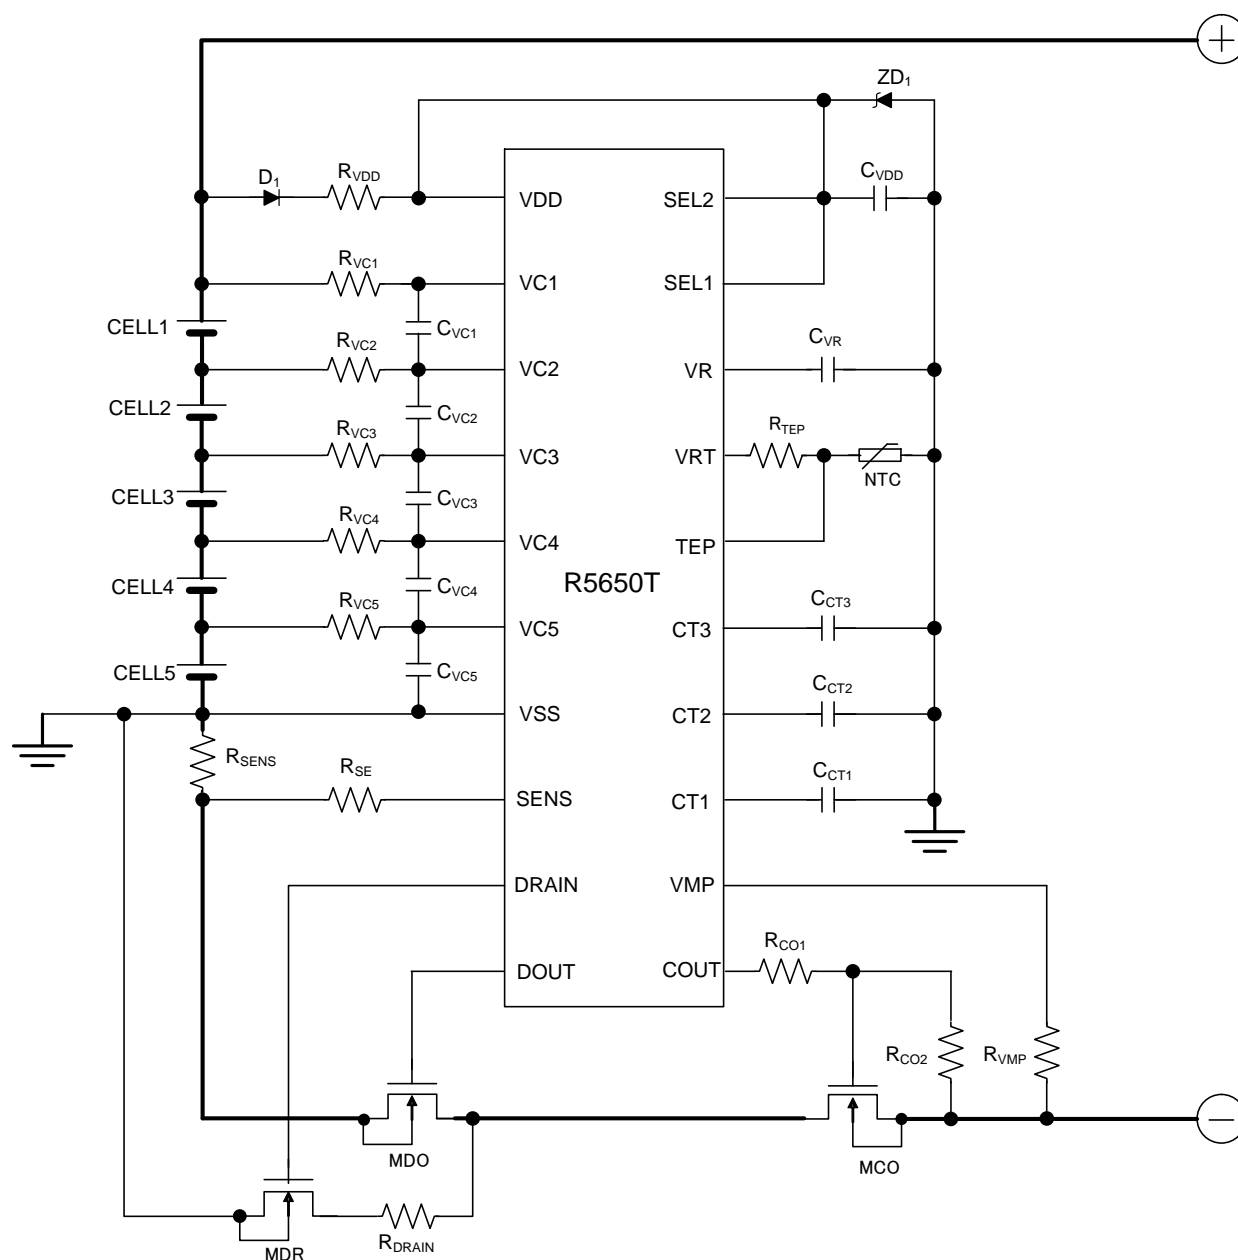 +
ZD1
D1
RVDD
CVDD
VDD
SEL2
RVC1
VC1
SEL1
CELL1
CVC1
RVC2
CVR
VC2
VR
CELL2
CVC2
RVC3
RTEP
VC3
VRT
NTC
CELL3
CVC3
RVC4
VC4
TEP
R5650T
CELL4
CVC4
RVC5
CCT3
VC5
CT3
CELL5
CVC5
CCT2
VSS
CT2
RSENS
RSE
CCT1
SENS
CT1
DRAIN
VMP
RCO1
DOUT
COUT
RCO2
RVMP
−
MDO
MCO
RDRAIN
MDR